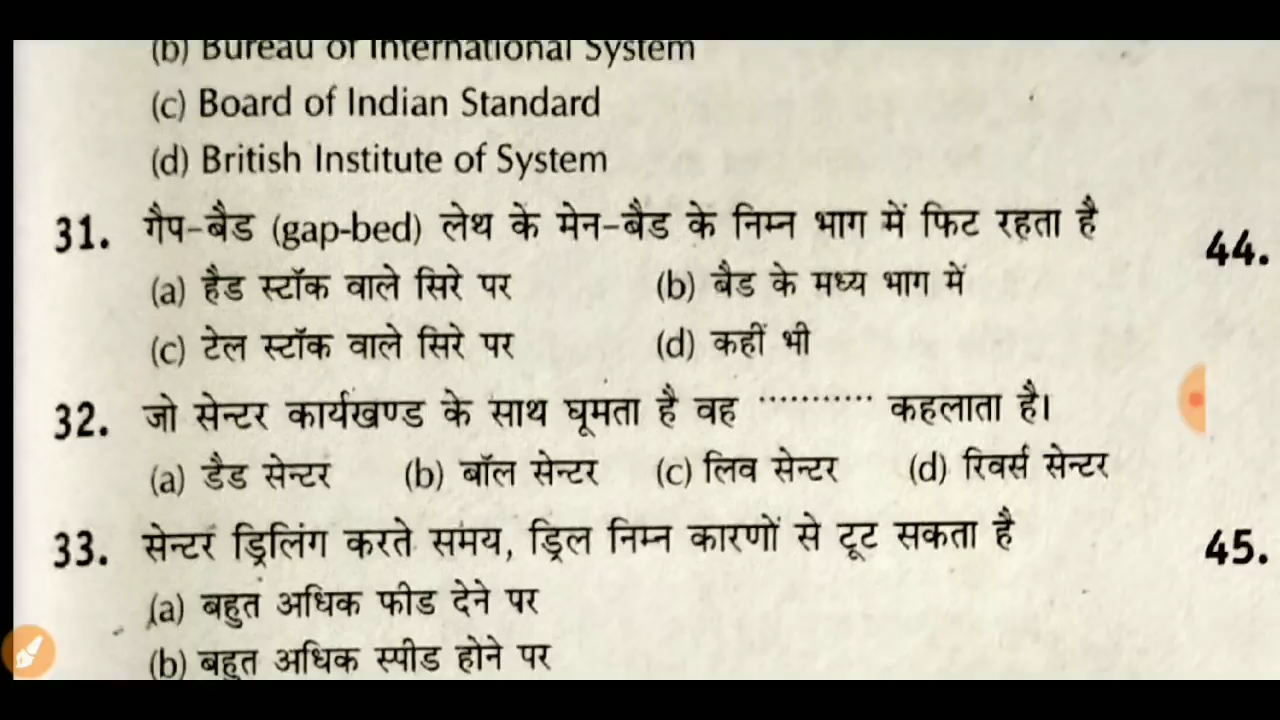 (b) Bureau of International System
(c) Board of Indian Standard
(d) British Institute of System
31. गैप-बैड (gap-bed) लेथ के मेन-बैड के निम्न भाग में फिट रहता है
(a) हैड स्टॉक वाले सिरे पर (b) बैड के मध्य भाग में
(c) टेल स्टॉक वाले सिरे पर (d) कहीं भी
32. जो सेन्टर कार्यखण्ड के साथ घूमता है वह ........... कहलाता है।
(a) डैड सेन्टर (b) बॉल सेन्टर (c) लिव सेन्टर (d) रिवर्स सेन्टर
33. सेन्टर ड्रिलिंग करते समय, ड्रिल निम्न कारणों से टूट सकता है
(a) बहुत अधिक फीड देने पर
(b) बहुत अधिक स्पीड होने पर
44.
45.